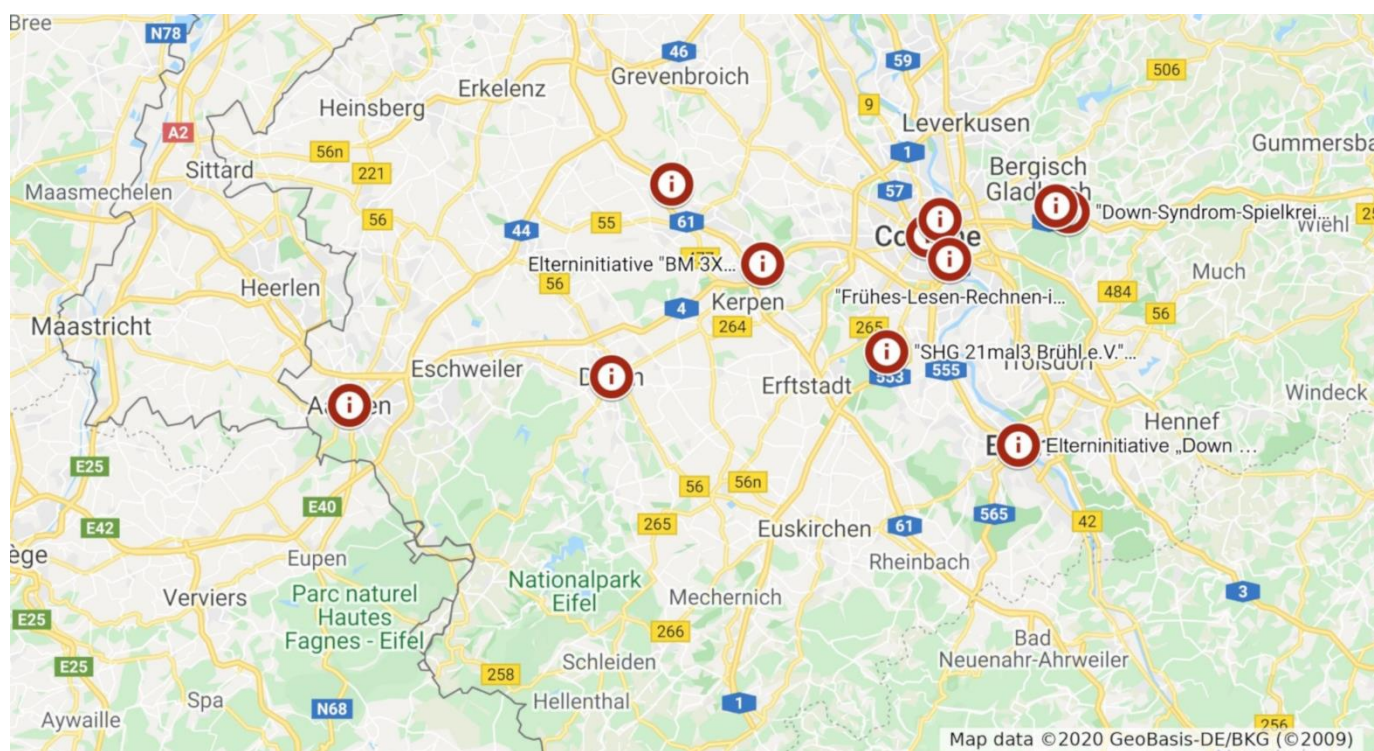 Bree
N78
46
59
506
Grevenbroich
Erkelenz
Heinsberg
9
Leverkusen
A2
56n
1
Gummersba
Sittard
221
Bergisch
Gladbach
57
Maasmechelen
56
55
61
"Down-Syndrom-Spielkrei...
25
Wiehl
44
Elterninitiative "BM 3X...
477
Much
Heerlen
56
Kerpen
"Frühes-Lesen-Rechnen-i...
484
4
264
265
56
Maastricht
"SHG 21mal3 Brühl e.V."...
Eschweiler
Erftstadt
553
555
Troisdorf
Windeck
Hennef
Elterninitiative „Down ...
E25
56
56n
E40
565
42
E42
265
Euskirchen
61
ege
Eupen
Rheinbach
Nationalpark
Eifel
Parc naturel
Hautes
Fagnes - Eifel
Verviers
Mechernich
3
E25
266
Bad
Neuenahr-Ahrweiler
E25
Schleiden
258
Spa
N68
Hellenthal
1
Aywaille
256
Map data ©2020 GeoBasis-DE/BKG (©2009)